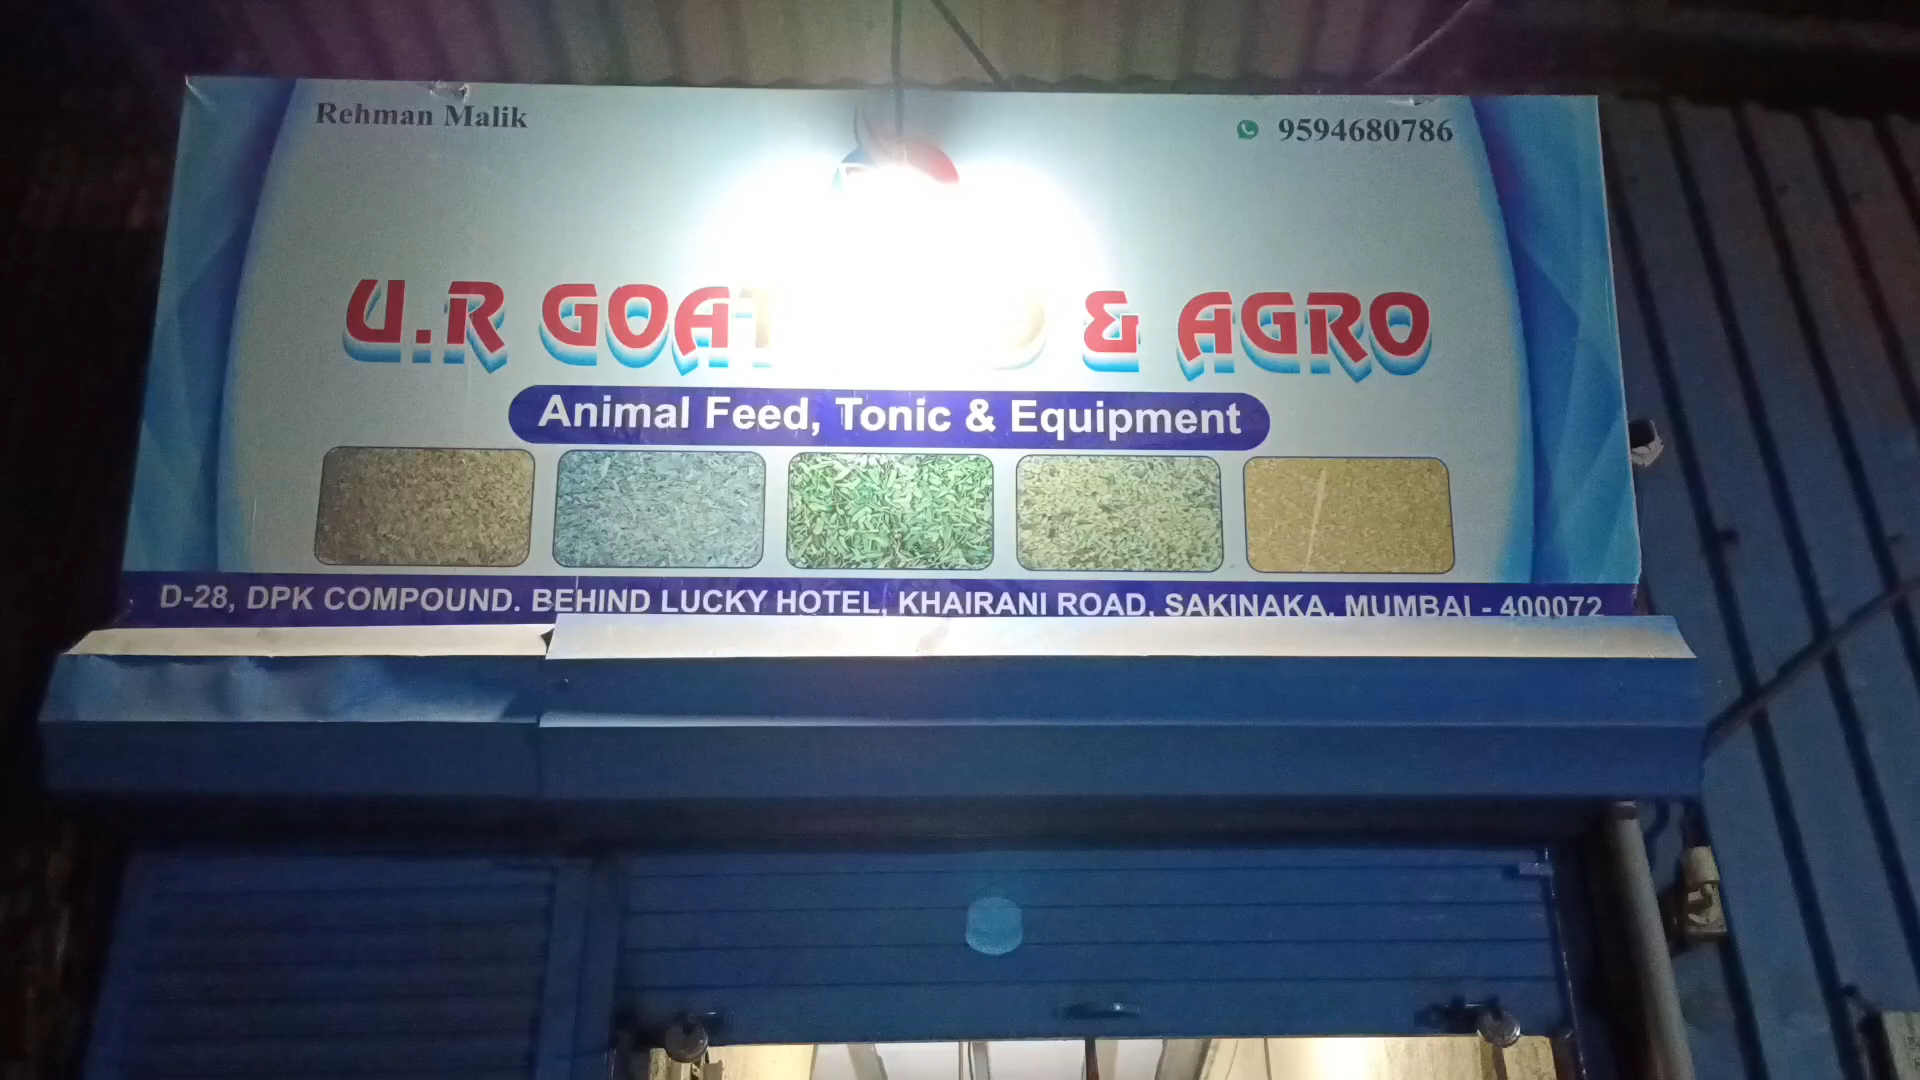 Rehman Malik
9594680786
U.R GOAT & AGRO
Animal Feed, Tonic & Equipment
D-28, DPK COMPOUND. BEHIND LUCKY HOTEL, KHAIRANI ROAD, SAKINAKA, MUMBAI - 400072